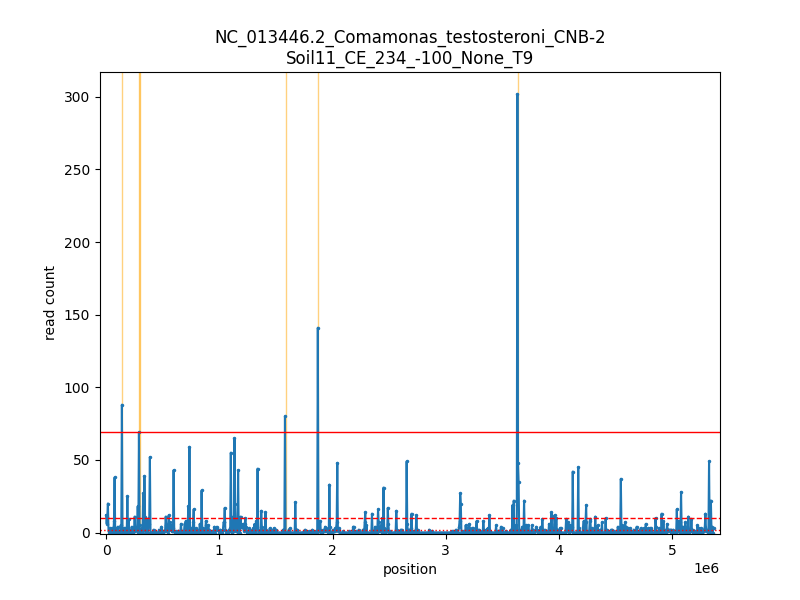 NC_013446.2_Comamonas_testosteroni_CNB-2
Soil11_CE_234_-100_None_T9
300
250
200
150
100
50
0
read count
0 1 2 3 4 5
1e6
position